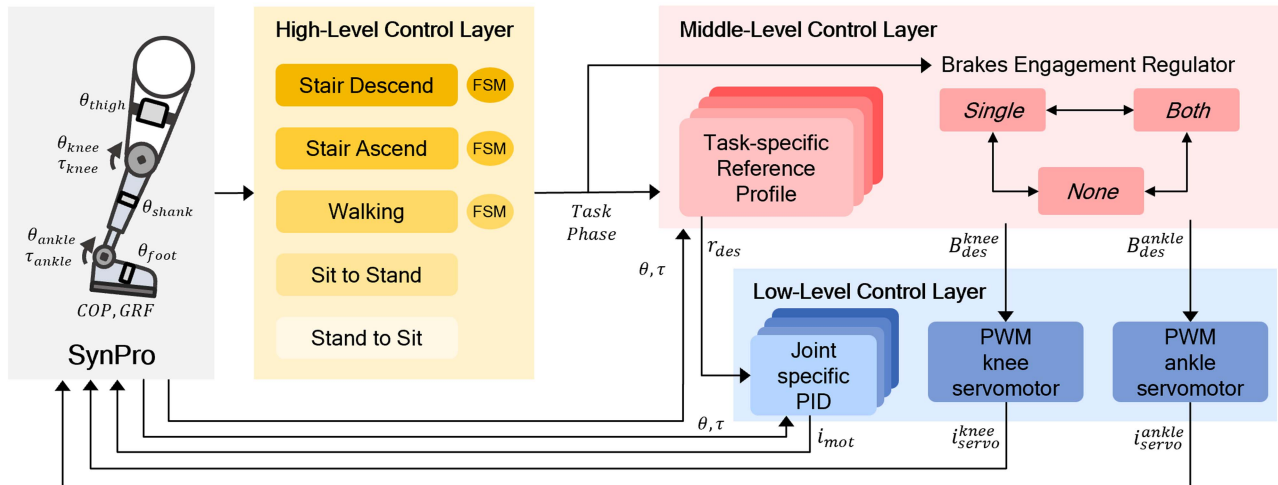 θ_thigh
θ_knee
τ_knee
θ_shank
θ_ankle
τ_ankle
θ_foot
COP, GRF
SynPro
High-Level Control Layer
Stair Descend
FSM
Stair Ascend
FSM
Walking
FSM
Sit to Stand
Stand to Sit
Task
Phase
Middle-Level Control Layer
Task-specific
Reference
Profile
Brakes Engagement Regulator
Single
Both
None
θ, τ
r_des
B_des^knee
B_des^ankle
Low-Level Control Layer
Joint
specific
PID
PWM
knee
servomotor
PWM
ankle
servomotor
θ, τ
i_mot
i_servo^knee
i_servo^ankle